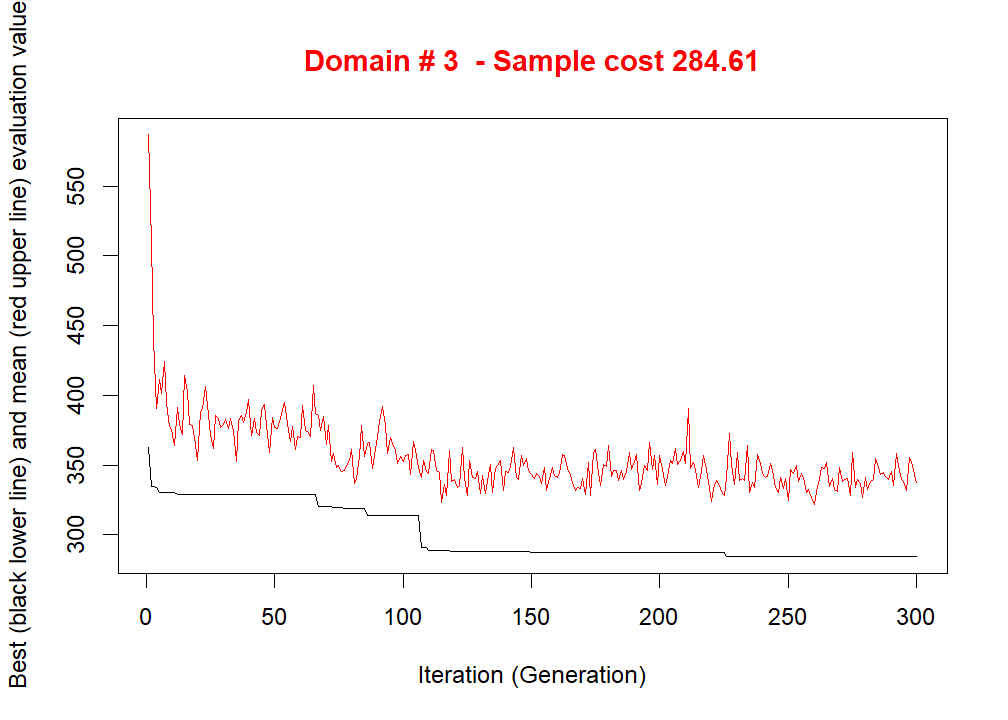 Domain # 3  - Sample cost 284.61
Best (black lower line) and mean (red upper line) evaluation value
550
500
450
400
350
300
0 50 100 150 200 250 300
Iteration (Generation)